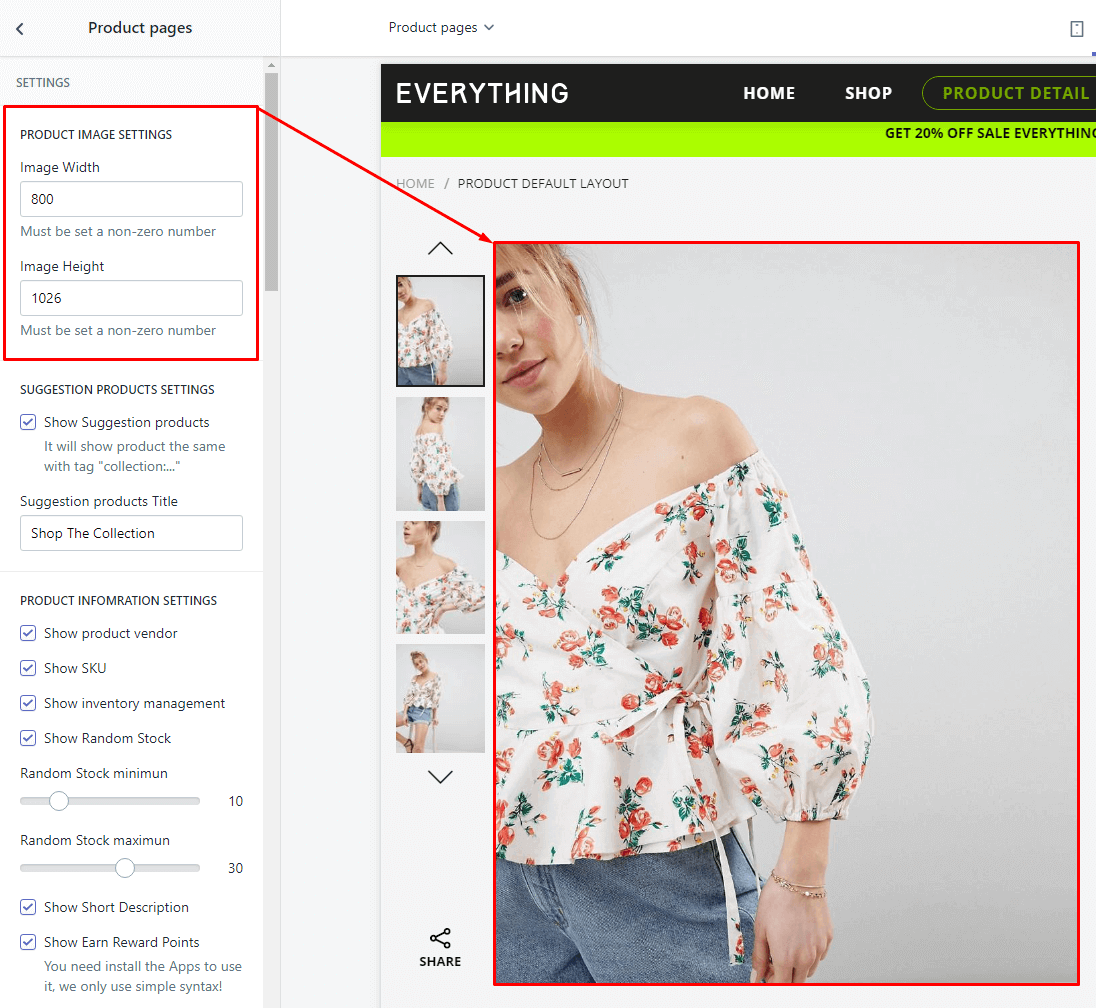 Product pages
Product pages
SETTINGS
PRODUCT IMAGE SETTINGS
Image Width
800
Must be set a non-zero number
Image Height
1026
Must be set a non-zero number
SUGGESTION PRODUCTS SETTINGS
Show Suggestion products
It will show product the same
with tag "collection:..."
Suggestion products Title
Shop The Collection
PRODUCT INFOMRATION SETTINGS
Show product vendor
Show SKU
Show inventory management
Show Random Stock
Random Stock minimun
10
Random Stock maximun
30
Show Short Description
Show Earn Reward Points
You need install the Apps to use
it, we only use simple syntax!
EVERYTHING HOME SHOP PRODUCT DETAIL
GET 20% OFF SALE EVERYTHING
HOME / PRODUCT DEFAULT LAYOUT
SHARE